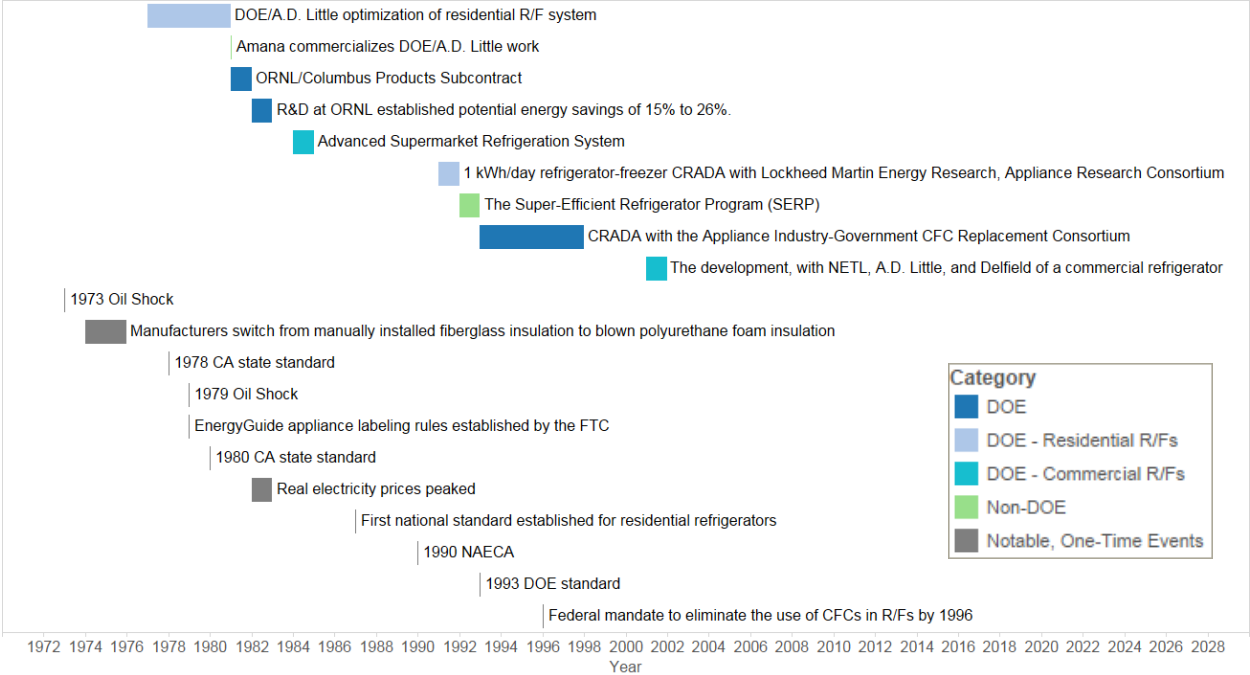 DOE/A.D. Little optimization of residential R/F system
Amana commercializes DOE/A.D. Little work
ORNL/Columbus Products Subcontract
R&D at ORNL established potential energy savings of 15% to 26%.
Advanced Supermarket Refrigeration System
1 kWh/day refrigerator-freezer CRADA with Lockheed Martin Energy Research, Appliance Research Consortium
The Super-Efficient Refrigerator Program (SERP)
CRADA with the Appliance Industry-Government CFC Replacement Consortium
The development, with NETL, A.D. Little, and Delfield of a commercial refrigerator
1973 Oil Shock
Manufacturers switch from manually installed fiberglass insulation to blown polyurethane foam insulation
1978 CA state standard
1979 Oil Shock
EnergyGuide appliance labeling rules established by the FTC
1980 CA state standard
Real electricity prices peaked
First national standard established for residential refrigerators
1990 NAECA
1993 DOE standard
Federal mandate to eliminate the use of CFCs in R/Fs by 1996
Category
DOE
DOE - Residential R/Fs
DOE - Commercial R/Fs
Non-DOE
Notable, One-Time Events
1972 1974 1976 1978 1980 1982 1984 1986 1988 1990 1992 1994 1996 1998 2000 2002 2004 2006 2008 2010 2012 2014 2016 2018 2020 2022 2024 2026 2028
Year